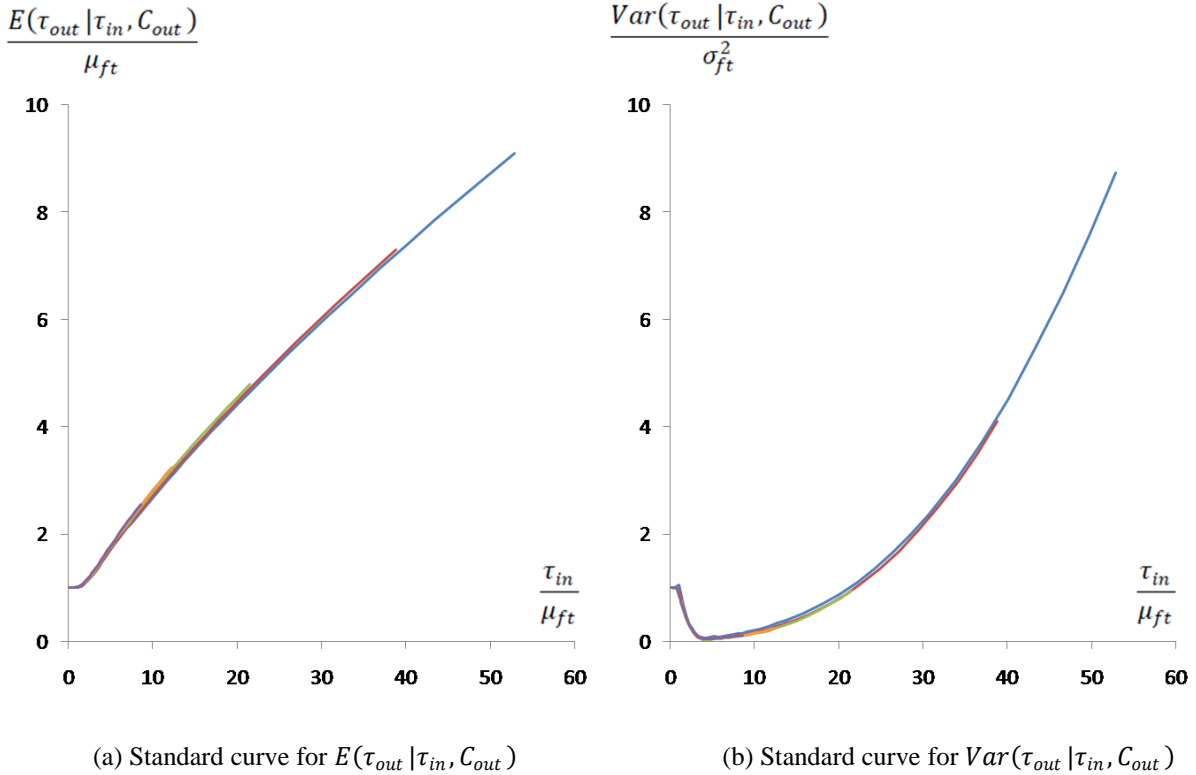 E(τ_out |τ_in, C_out)
μ_ft
10
8
6
4
2
0
0 10 20 30 40 50 60
τ_in
μ_ft
(a) Standard curve for E(τ_out |τ_in, C_out)
Var(τ_out |τ_in, C_out)
σ²_ft
10
8
6
4
2
0
0 10 20 30 40 50 60
τ_in
μ_ft
(b) Standard curve for Var(τ_out |τ_in, C_out)